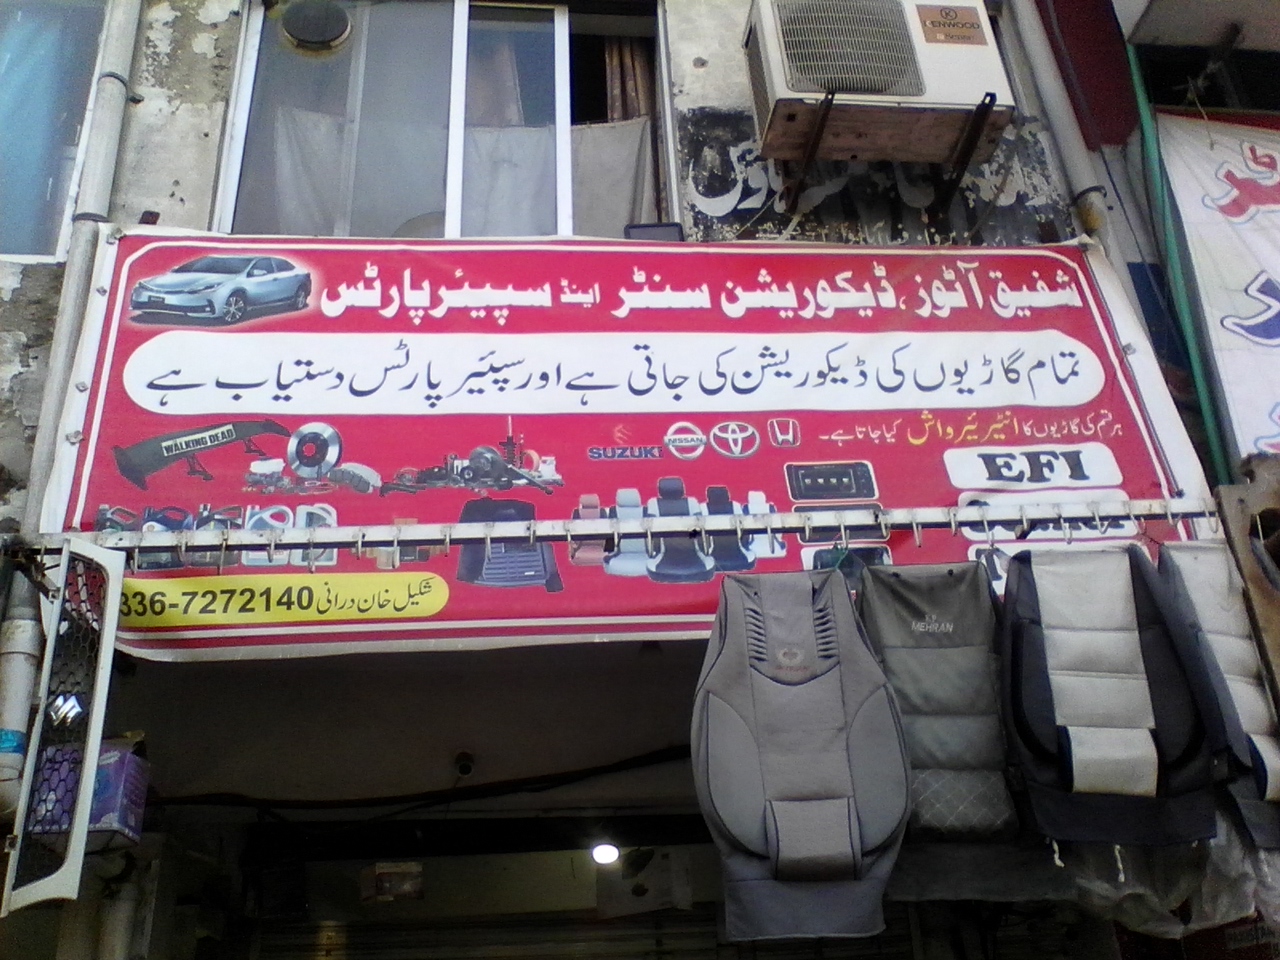 KENWOOD
شفیق آٹوز، ڈیکوریشن سنٹر اینڈ سپیئر پارٹس
تمام گاڑیوں کی ڈیکوریشن کی جاتی ہے اور سپیئر پارٹس دستیاب ہے
ہر قسم کی گاڑیوں کا انٹیریئر واش کیا جاتا ہے۔
WALKING DEAD
SUZUKI
NISSAN
EFI
شکیل خان درانی 336-7272140
MEHRAN